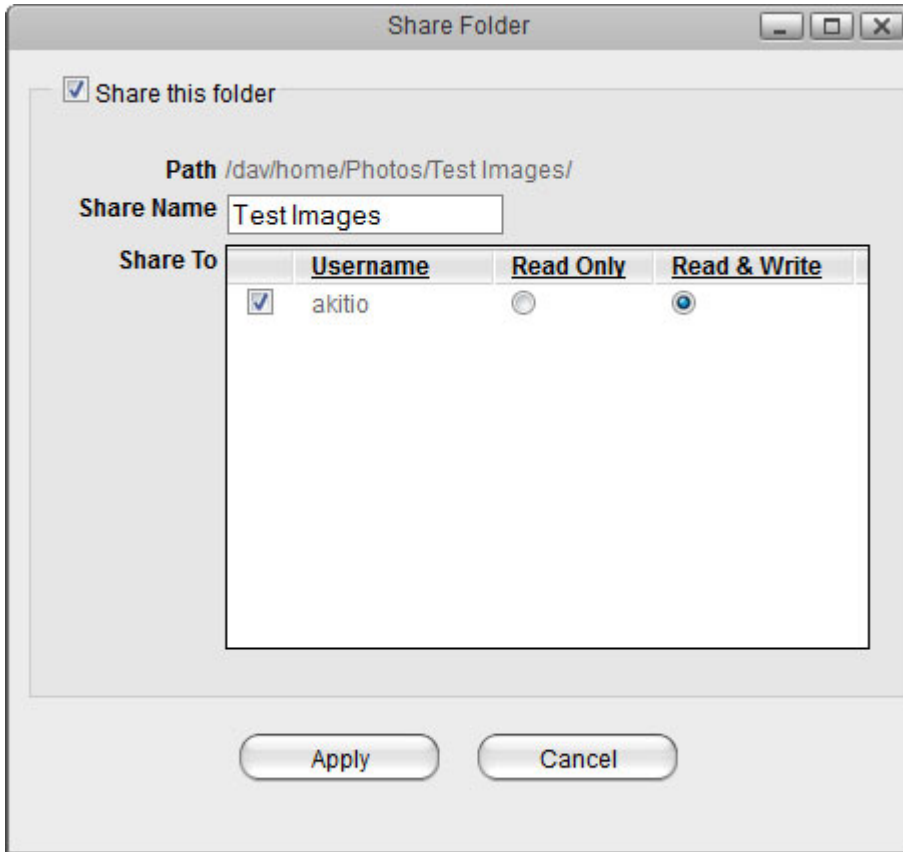 Share Folder
Share this folder
Path /dav/home/Photos/Test Images/
Share Name Test Images
Share To Username Read Only Read & Write
akitio
Apply Cancel